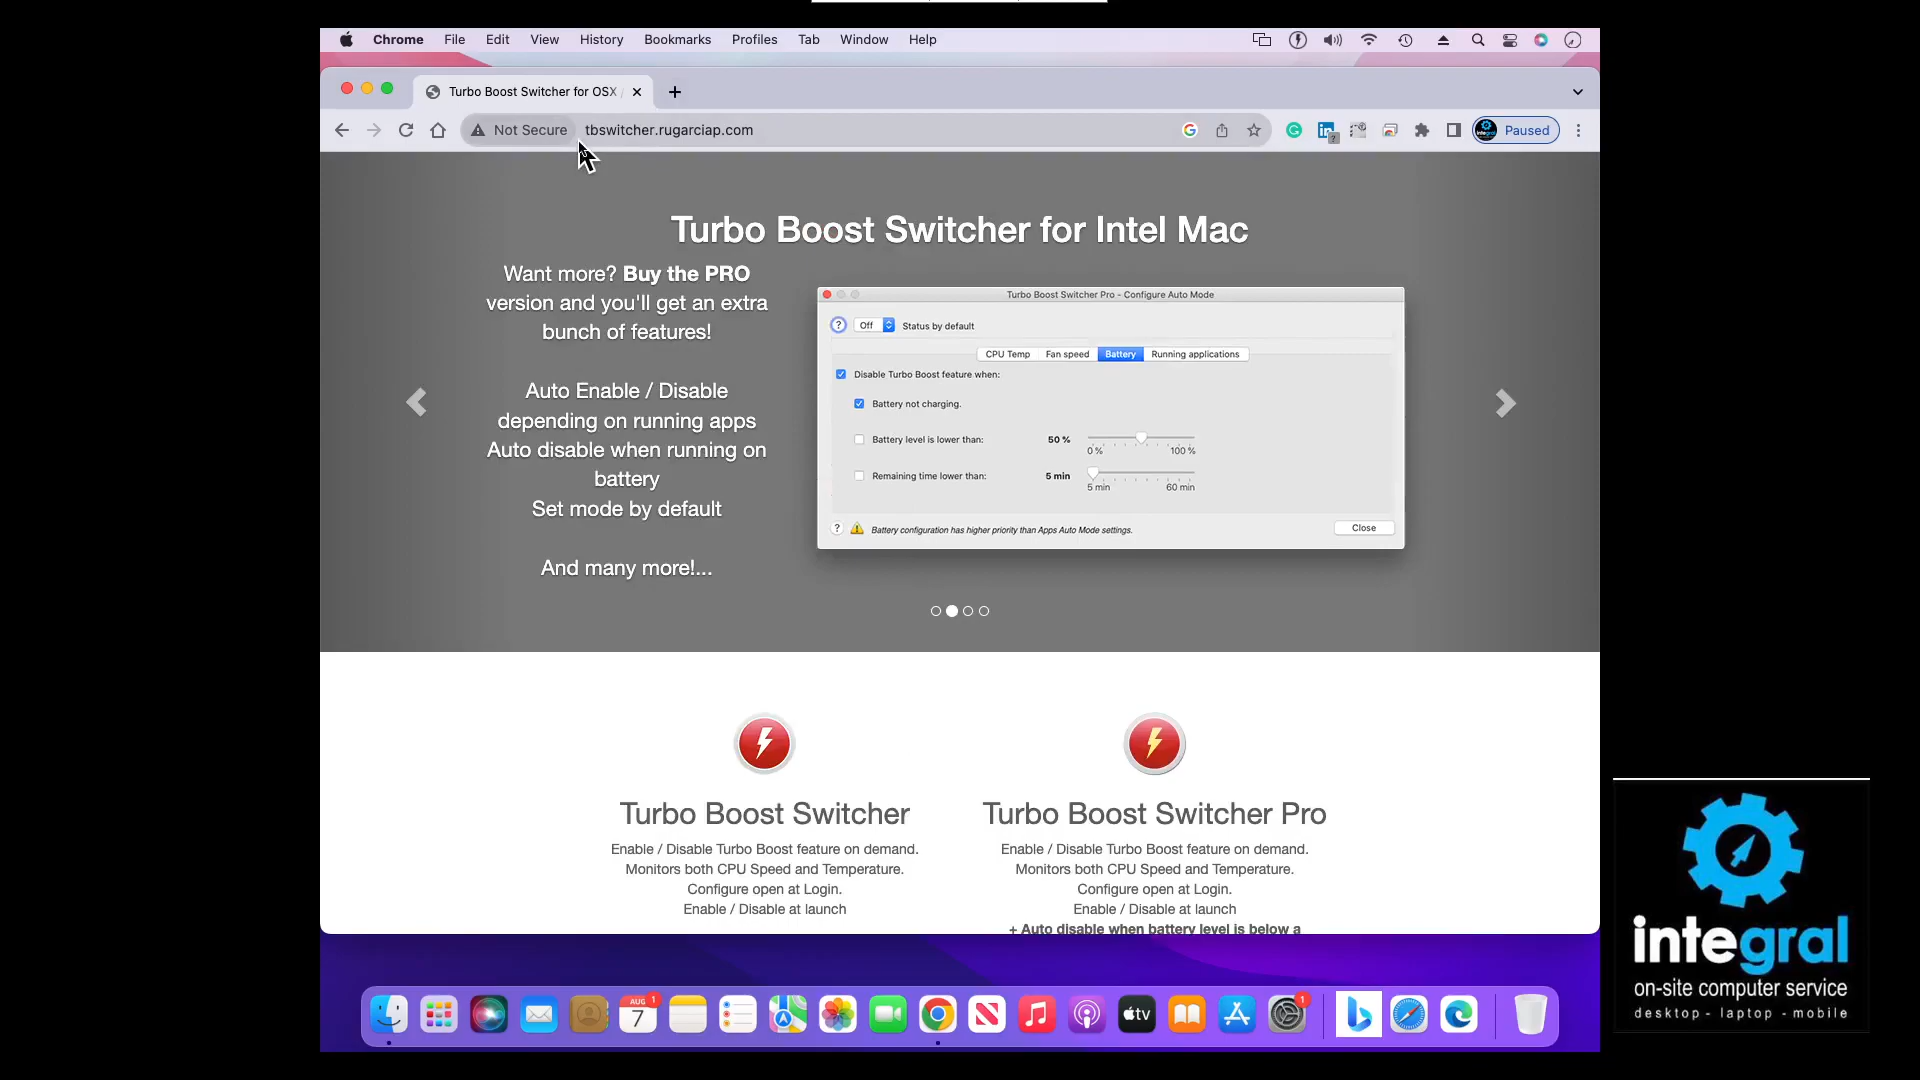 Chrome File Edit View History Bookmarks Profiles Tab Window Help
Turbo Boost Switcher for OSX /
Not Secure tbswitcher.rugarciap.com
Paused
Turbo Boost Switcher for Intel Mac
Want more? Buy the PRO
version and you'll get an extra
bunch of features!
Auto Enable / Disable
depending on running apps
Auto disable when running on
battery
Set mode by default
And many more!...
Turbo Boost Switcher Pro - Configure Auto Mode
? Off Status by default
CPU Temp Fan speed Battery Running applications
Disable Turbo Boost feature when:
Battery not charging.
Battery level is lower than: 50 %
0 % 100 %
Remaining time lower than: 5 min
5 min 60 min
? Battery configuration has higher priority than Apps Auto Mode settings.
Close
Turbo Boost Switcher
Enable / Disable Turbo Boost feature on demand.
Monitors both CPU Speed and Temperature.
Configure open at Login.
Enable / Disable at launch
Turbo Boost Switcher Pro
Enable / Disable Turbo Boost feature on demand.
Monitors both CPU Speed and Temperature.
Configure open at Login.
Enable / Disable at launch
+ Auto disable when battery level is below a
AUG 1
7
tv
1
integral
on-site computer service
desktop - laptop - mobile